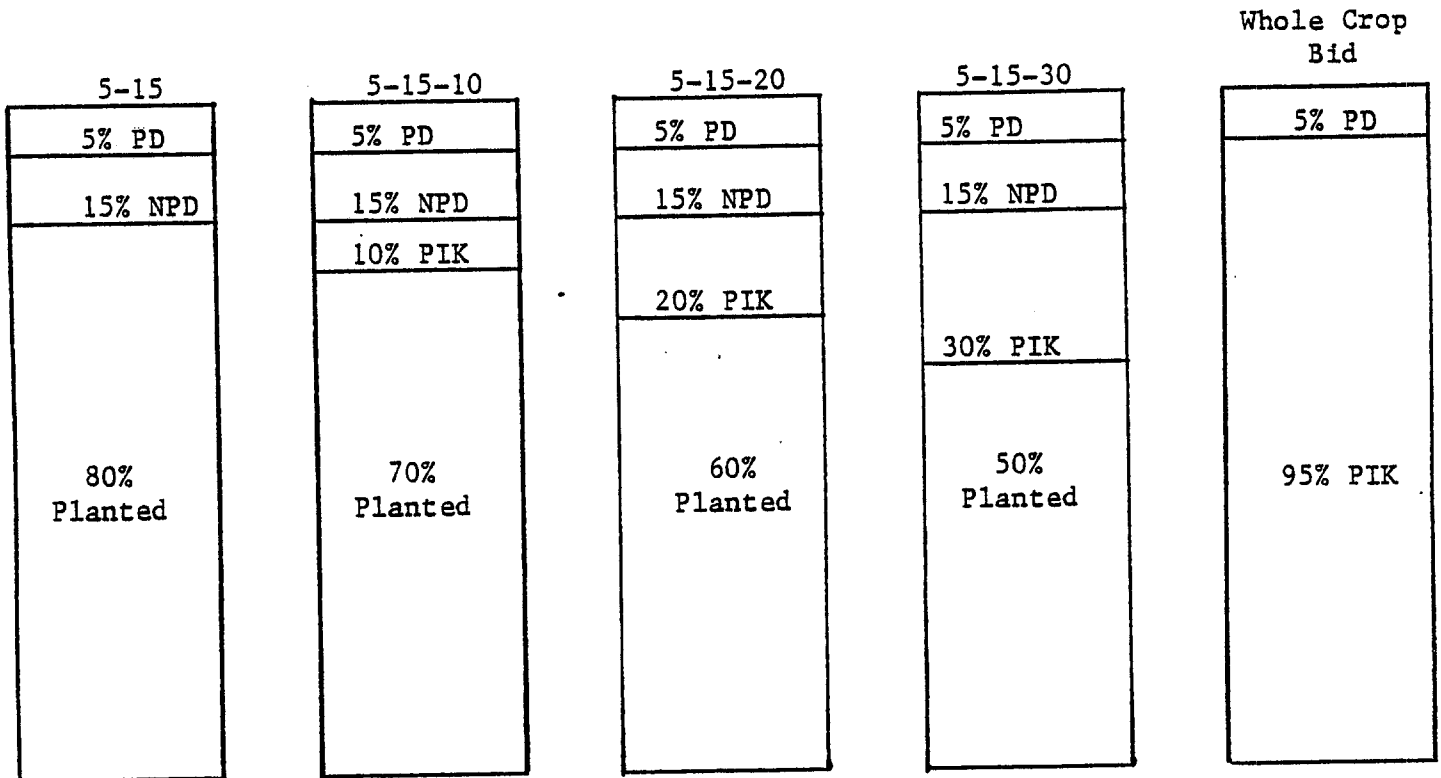 5-15
5% PD
15% NPD
80%
Planted
5-15-10
5% PD
15% NPD
10% PIK
70%
Planted
5-15-20
5% PD
15% NPD
20% PIK
60%
Planted
5-15-30
5% PD
15% NPD
30% PIK
50%
Planted
Whole Crop
Bid
5% PD
95% PIK